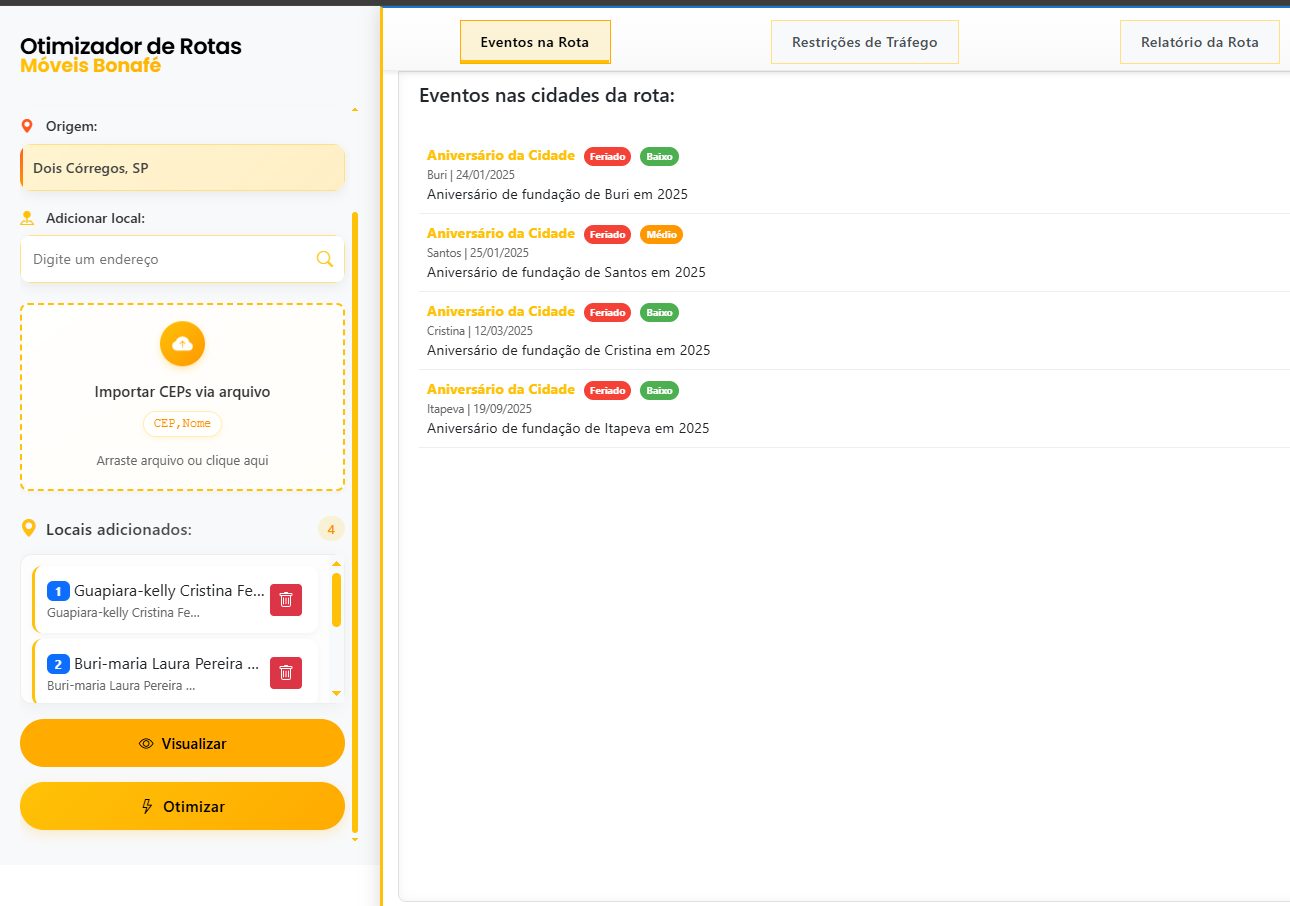 Otimizador de Rotas
Móveis Bonafé
Origem:
Dois Córregos, SP
Adicionar local:
Digite um endereço
Importar CEPs via arquivo
CEP,Nome
Arraste arquivo ou clique aqui
Locais adicionados: 4
1 Guapiara-kelly Cristina Fe...
Guapiara-kelly Cristina Fe...
2 Buri-maria Laura Pereira ...
Buri-maria Laura Pereira ...
Visualizar
Otimizar
Eventos na Rota Restrições de Tráfego Relatório da Rota
Eventos nas cidades da rota:
Aniversário da Cidade Feriado Baixo
Buri | 24/01/2025
Aniversário de fundação de Buri em 2025
Aniversário da Cidade Feriado Médio
Santos | 25/01/2025
Aniversário de fundação de Santos em 2025
Aniversário da Cidade Feriado Baixo
Cristina | 12/03/2025
Aniversário de fundação de Cristina em 2025
Aniversário da Cidade Feriado Baixo
Itapeva | 19/09/2025
Aniversário de fundação de Itapeva em 2025